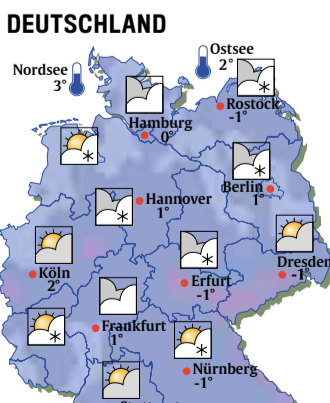 DEUTSCHLAND
Ostsee
2°
Nordsee
3°
Rostock
-1°
Hamburg
0°
Berlin
1°
Hannover
1°
Dresden
-1°
Köln
2°
Erfurt
-1°
Frankfurt
1°
Nürnberg
-1°